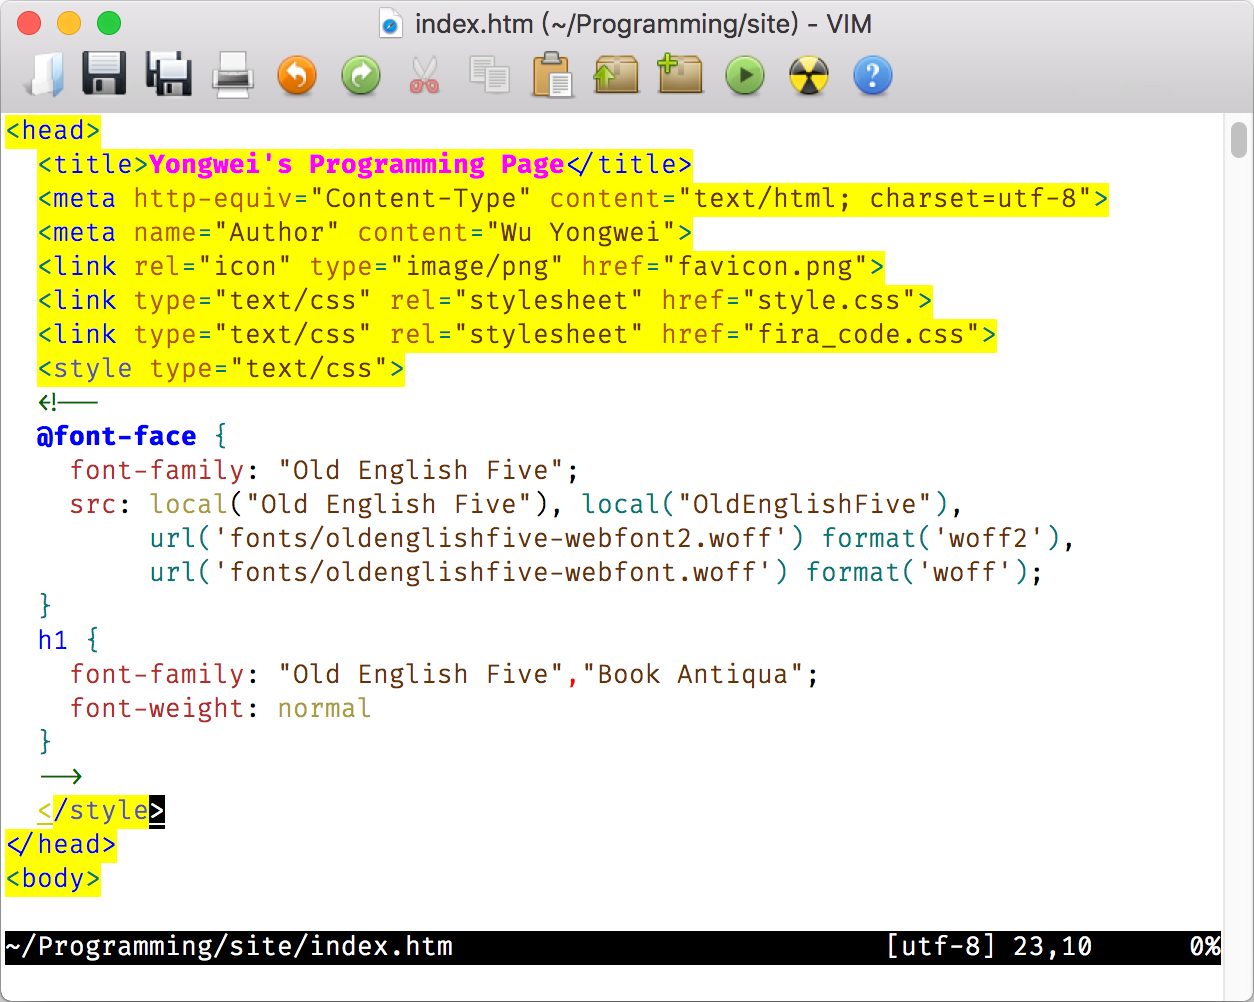 index.htm (~/Programming/site) - VIM
<head>
  <title>Yongwei's Programming Page</title>
  <meta http-equiv="Content-Type" content="text/html; charset=utf-8">
  <meta name="Author" content="Wu Yongwei">
  <link rel="icon" type="image/png" href="favicon.png">
  <link type="text/css" rel="stylesheet" href="style.css">
  <link type="text/css" rel="stylesheet" href="fira_code.css">
  <style type="text/css">
  <!--
  @font-face {
    font-family: "Old English Five";
    src: local("Old English Five"), local("OldEnglishFive"),
         url('fonts/oldenglishfive-webfont2.woff') format('woff2'),
         url('fonts/oldenglishfive-webfont.woff') format('woff');
  }
  h1 {
    font-family: "Old English Five","Book Antiqua";
    font-weight: normal
  }
  -->
  </style>
</head>
<body>
~/Programming/site/index.htm [utf-8] 23,10 0%